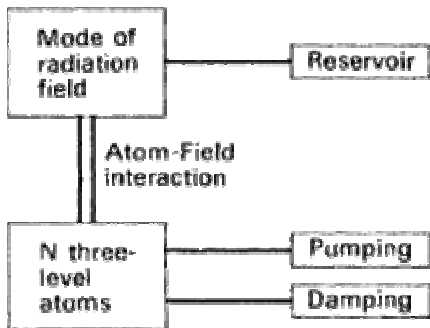 Mode of
radiation
field
Reservoir
Atom-Field
interaction
N three-
level
atoms
Pumping
Damping